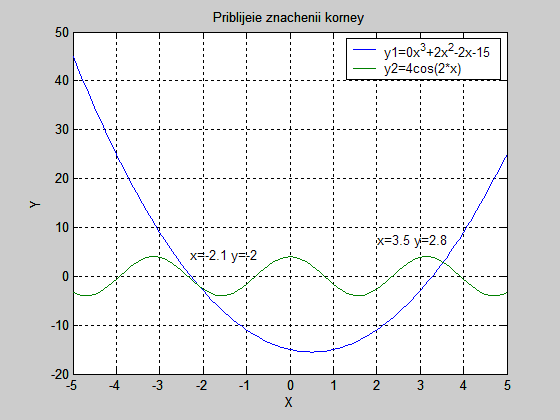 Priblijeie znachenii korney
y1=0x³+2x²-2x-15
y2=4cos(2*x)
50
40
30
20
10
0
-10
-20
Y
x=-2.1 y=-2
x=3.5 y=2.8
-5 -4 -3 -2 -1 0 1 2 3 4 5
X